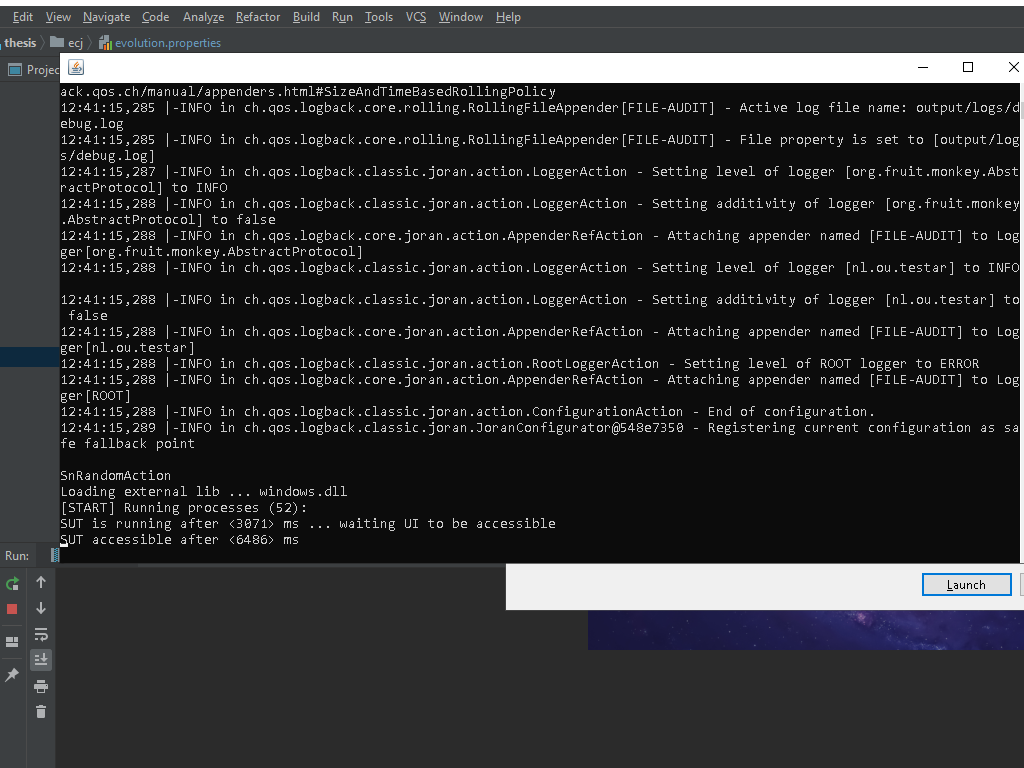 Edit View Navigate Code Analyze Refactor Build Run Tools VCS Window Help
thesis ecj evolution.properties
Projec
ack.qos.ch/manual/appenders.html#SizeAndTimeBasedRollingPolicy
12:41:15,285 |-INFO in ch.qos.logback.core.rolling.RollingFileAppender[FILE-AUDIT] - Active log file name: output/logs/d
ebug.log
12:41:15,285 |-INFO in ch.qos.logback.core.rolling.RollingFileAppender[FILE-AUDIT] - File property is set to [output/log
s/debug.log]
12:41:15,287 |-INFO in ch.qos.logback.classic.joran.action.LoggerAction - Setting level of logger [org.fruit.monkey.Abst
ractProtocol] to INFO
12:41:15,288 |-INFO in ch.qos.logback.classic.joran.action.LoggerAction - Setting additivity of logger [org.fruit.monkey
.AbstractProtocol] to false
12:41:15,288 |-INFO in ch.qos.logback.core.joran.action.AppenderRefAction - Attaching appender named [FILE-AUDIT] to Log
ger[org.fruit.monkey.AbstractProtocol]
12:41:15,288 |-INFO in ch.qos.logback.classic.joran.action.LoggerAction - Setting level of logger [nl.ou.testar] to INFO
12:41:15,288 |-INFO in ch.qos.logback.classic.joran.action.LoggerAction - Setting additivity of logger [nl.ou.testar] to
false
12:41:15,288 |-INFO in ch.qos.logback.core.joran.action.AppenderRefAction - Attaching appender named [FILE-AUDIT] to Log
ger[nl.ou.testar]
12:41:15,288 |-INFO in ch.qos.logback.classic.joran.action.RootLoggerAction - Setting level of ROOT logger to ERROR
12:41:15,288 |-INFO in ch.qos.logback.core.joran.action.AppenderRefAction - Attaching appender named [FILE-AUDIT] to Log
ger[ROOT]
12:41:15,288 |-INFO in ch.qos.logback.classic.joran.action.ConfigurationAction - End of configuration.
12:41:15,289 |-INFO in ch.qos.logback.classic.joran.JoranConfigurator@548e7350 - Registering current configuration as sa
fe fallback point
SnRandomAction
Loading external lib ... windows.dll
[START] Running processes (52):
SUT is running after <3071> ms ... waiting UI to be accessible
SUT accessible after <6486> ms
Run:
Launch